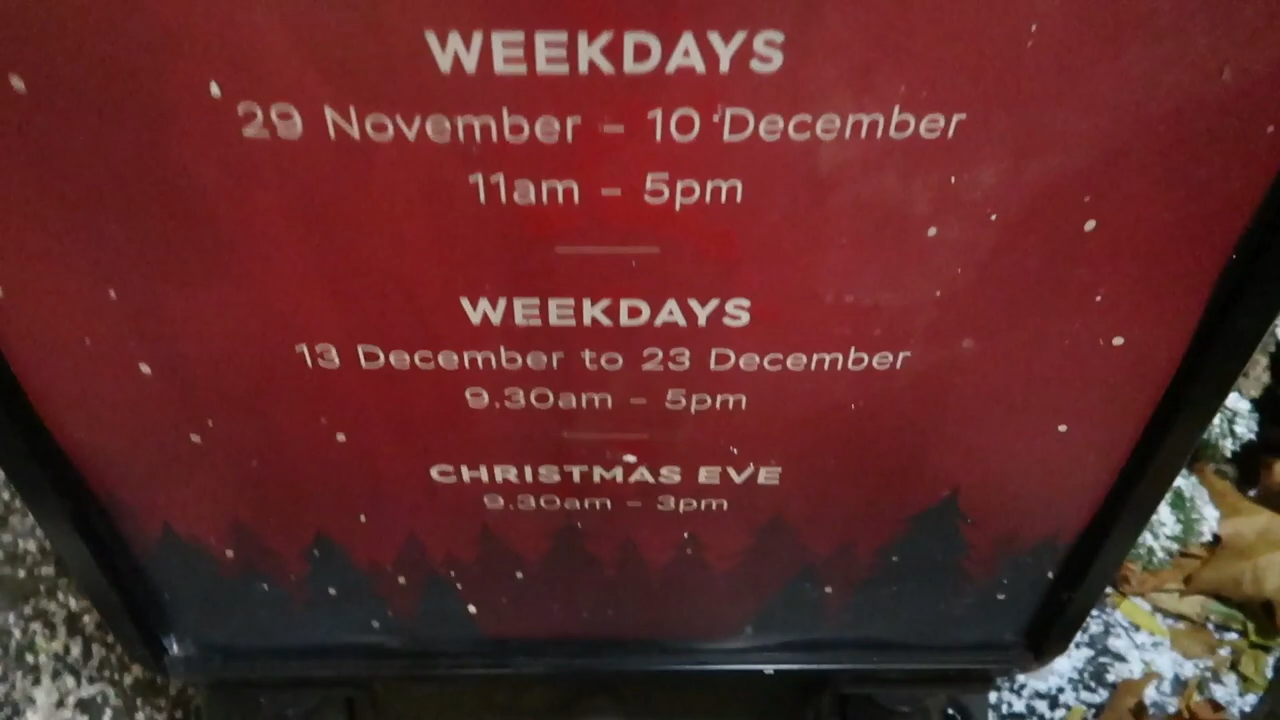 WEEKDAYS
29 November - 10 December
11am - 5pm
WEEKDAYS
13 December to 23 December
9.30am - 5pm
CHRISTMAS EVE
9.30am - 3pm